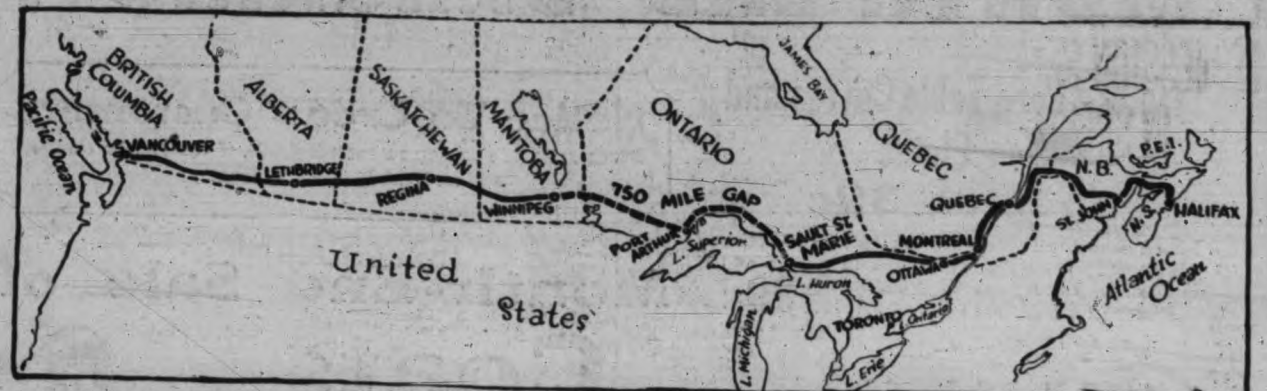 Pacific Ocean
BRITISH
COLUMBIA
VANCOUVER
ALBERTA
LETHBRIDGE
SASKATCHEWAN
REGINA
MANITOBA
WINNIPEG
750 MILE GAP
ONTARIO
PORT
ARTHUR
L. Superior
SAULT ST.
MARIE
JAMES BAY
QUEBEC
QUEBEC
MONTREAL
OTTAWA
TORONTO
L. Huron
L. Michigan
L. Erie
Ontario
N.B.
P.E.I.
ST. JOHN
N.S.
HALIFAX
Atlantic
Ocean
United
States